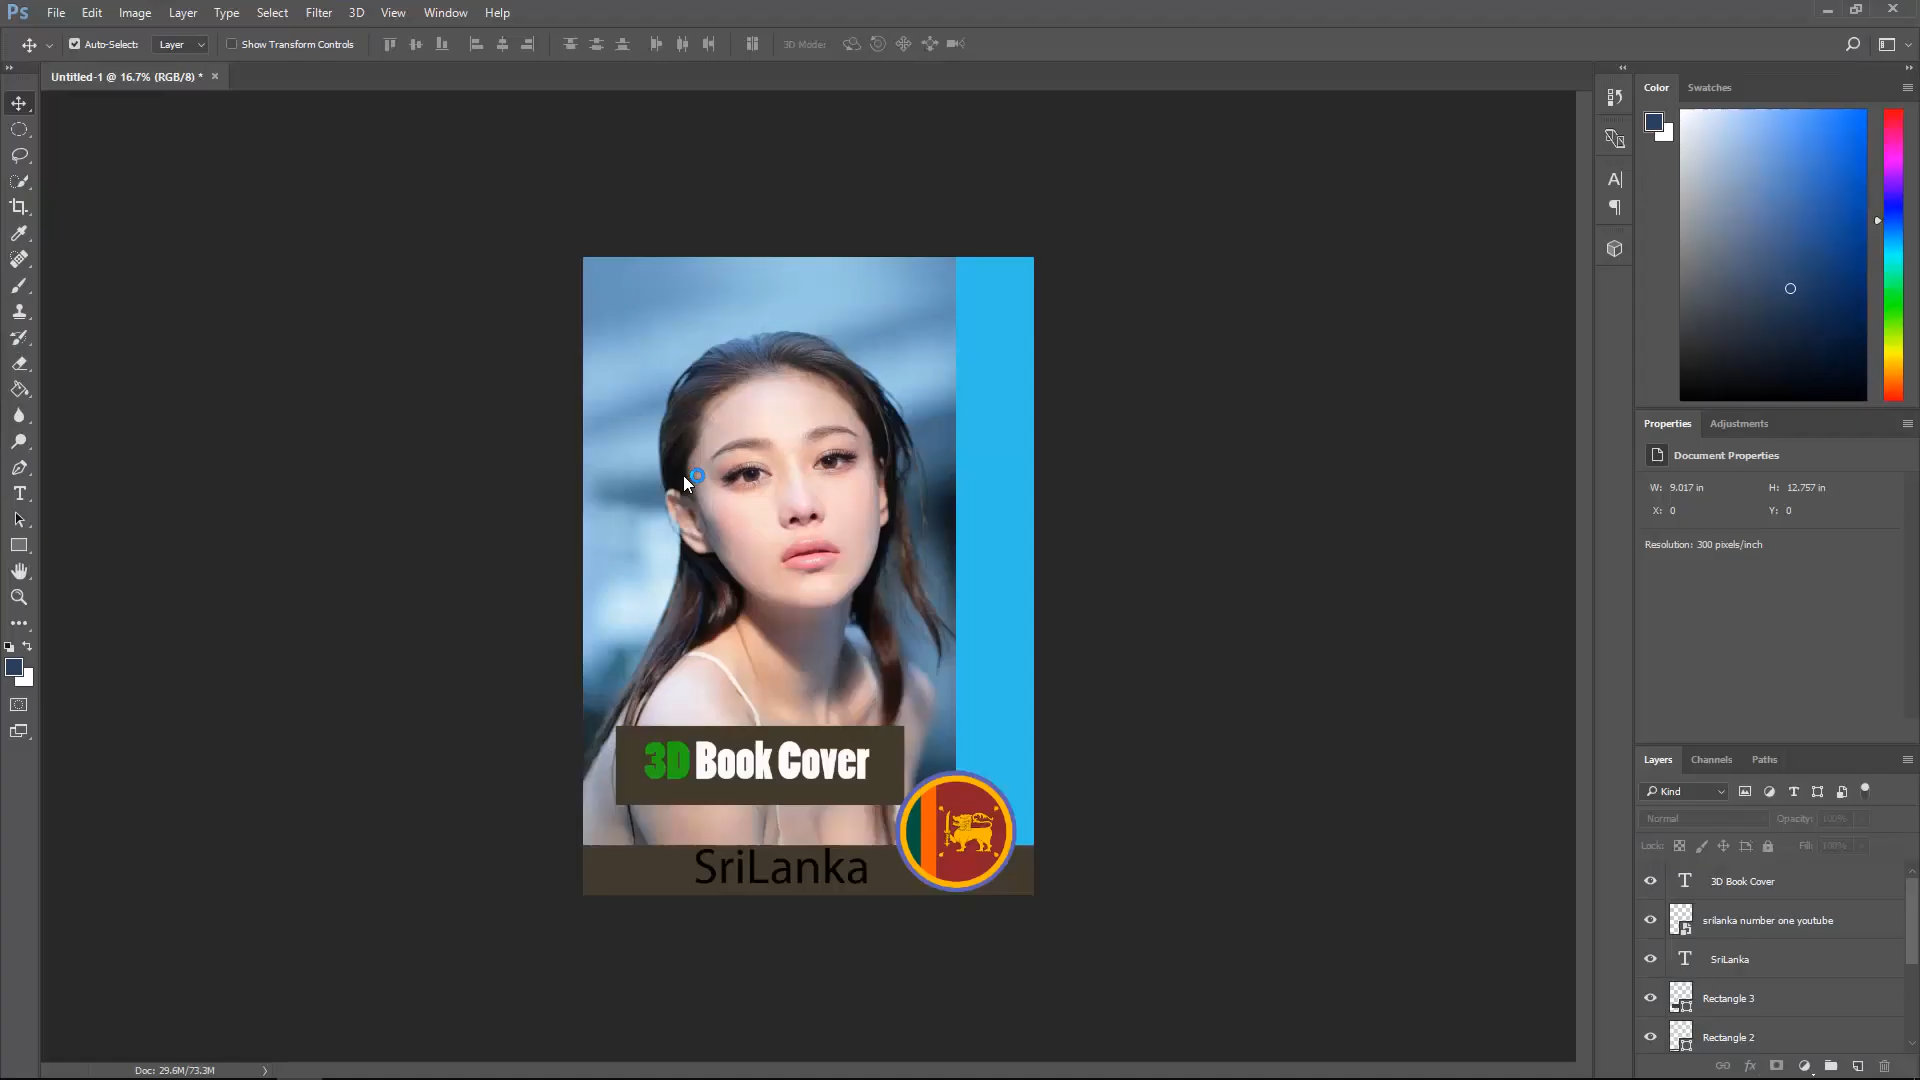 Ps File Edit Image Layer Type Select Filter 3D View Window Help
Auto-Select: Layer Show Transform Controls 3D Mode:
Untitled-1 @ 16.7% (RGB/8) * ×
Color Swatches
Properties Adjustments
Document Properties
W: 9.017 in H: 12.757 in
X: 0 Y: 0
Resolution: 300 pixels/inch
3D Book Cover
SriLanka
Layers Channels Paths
Kind
Normal Opacity: 100%
Lock: Fill: 100%
3D Book Cover
srilanka number one youtube
SriLanka
Rectangle 3
Rectangle 2
fx
Doc: 29.6M/73.3M